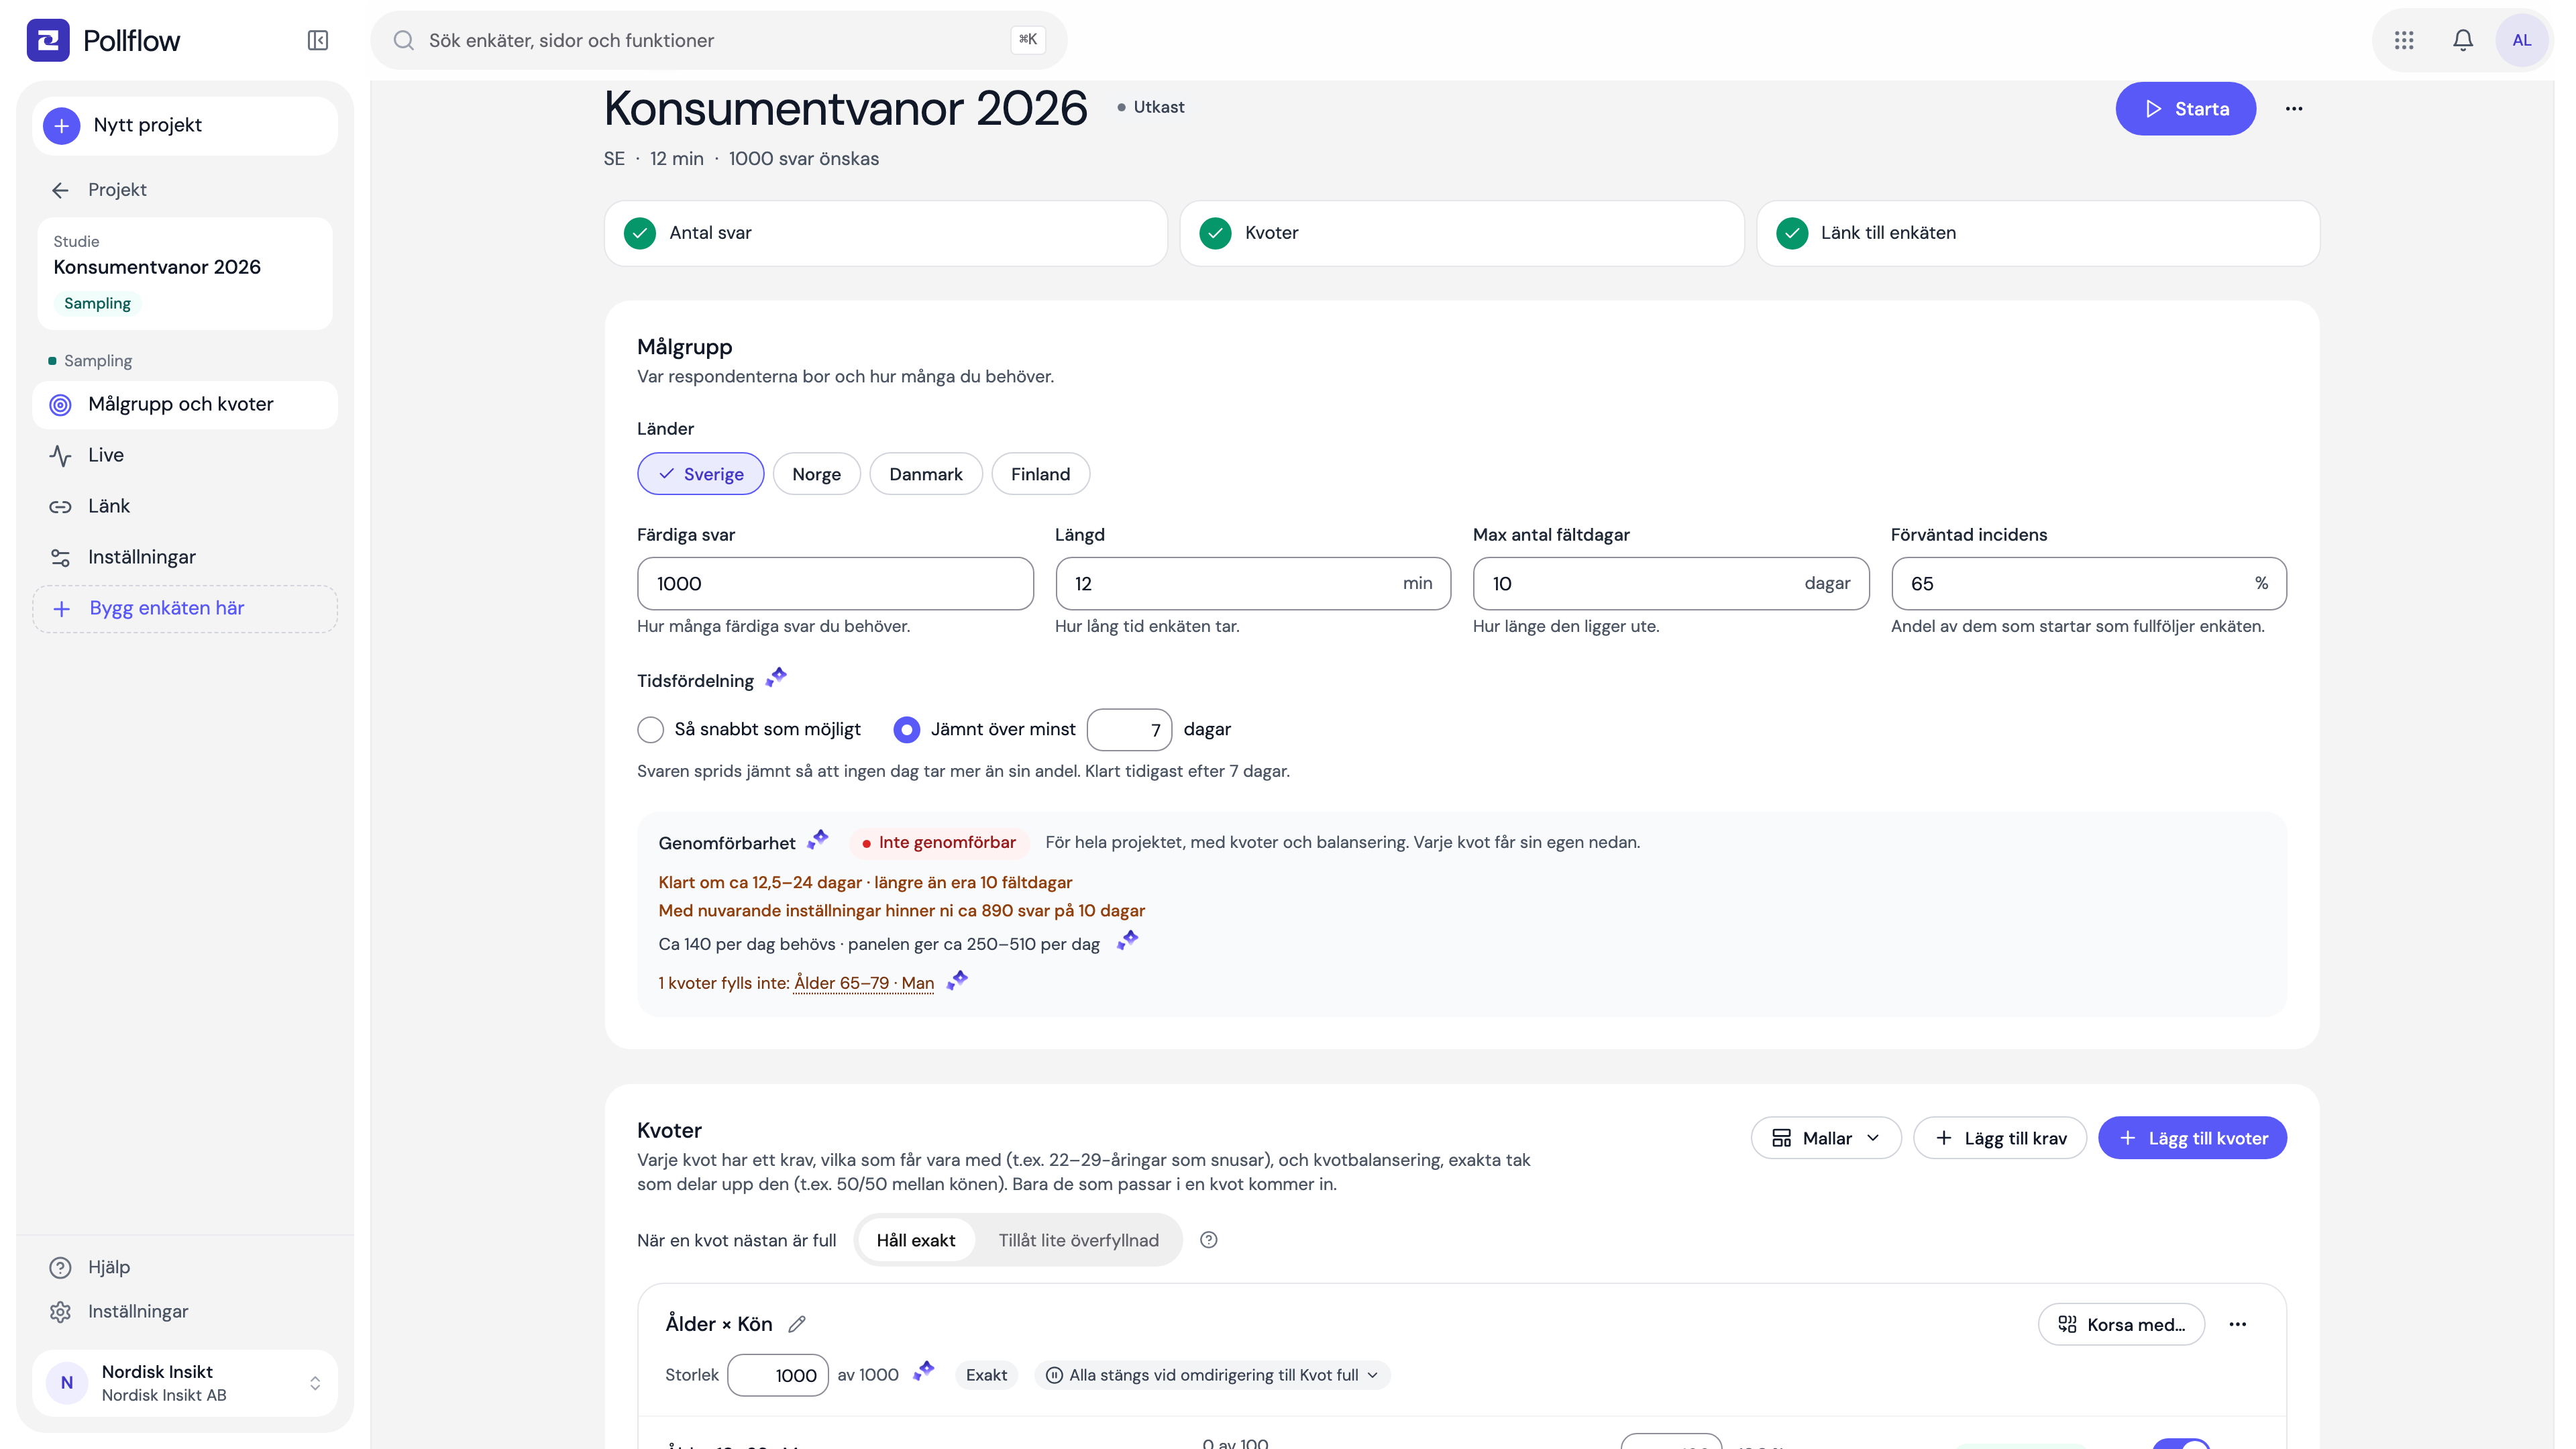 Pollflow
Sök enkäter, sidor och funktioner
⌘K
AL
Nytt projekt
Projekt
Studie
Konsumentvanor 2026
Sampling
Sampling
Målgrupp och kvoter
Live
Länk
Inställningar
Bygg enkäten här
Hjälp
Inställningar
N
Nordisk Insikt
Nordisk Insikt AB
Konsumentvanor 2026
Utkast
Starta
SE · 12 min · 1000 svar önskas
Antal svar
Kvoter
Länk till enkäten
Målgrupp
Var respondenterna bor och hur många du behöver.
Länder
Sverige
Norge
Danmark
Finland
Färdiga svar
1000
Hur många färdiga svar du behöver.
Längd
12 min
Hur lång tid enkäten tar.
Max antal fältdagar
10 dagar
Hur länge den ligger ute.
Förväntad incidens
65 %
Andel av dem som startar som fullföljer enkäten.
Tidsfördelning
Så snabbt som möjligt
Jämnt över minst 7 dagar
Svaren sprids jämnt så att ingen dag tar mer än sin andel. Klart tidigast efter 7 dagar.
Genomförbarhet
Inte genomförbar
För hela projektet, med kvoter och balansering. Varje kvot får sin egen nedan.
Klart om ca 12,5–24 dagar · längre än era 10 fältdagar
Med nuvarande inställningar hinner ni ca 890 svar på 10 dagar
Ca 140 per dag behövs · panelen ger ca 250–510 per dag
1 kvoter fylls inte: Ålder 65–79 · Man
Kvoter
Varje kvot har ett krav, vilka som får vara med (t.ex. 22–29-åringar som snusar), och kvotbalansering, exakta tak
som delar upp den (t.ex. 50/50 mellan könen). Bara de som passar i en kvot kommer in.
Mallar
Lägg till krav
Lägg till kvoter
När en kvot nästan är full
Håll exakt
Tillåt lite överfyllnad
Ålder × Kön
Korsa med...
Storlek 1000 av 1000
Exakt
Alla stängs vid omdirigering till Kvot full
0 av 100